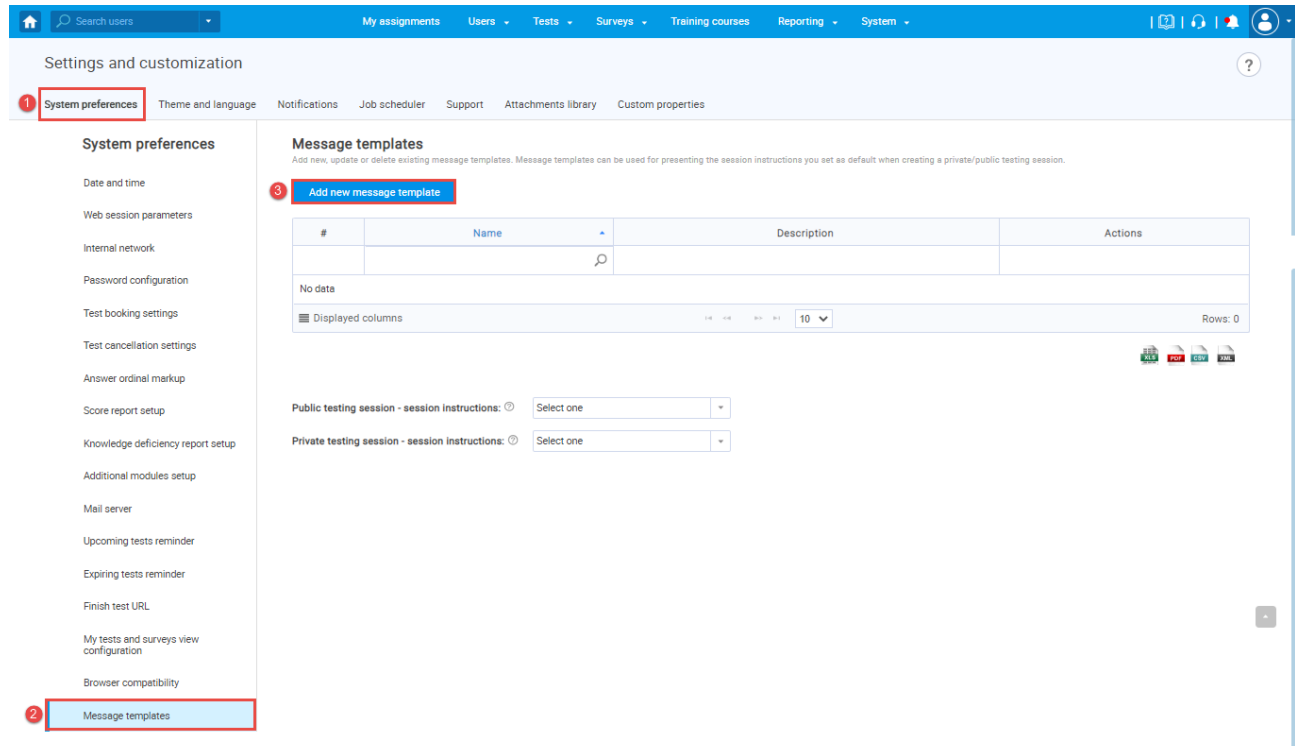 Search users
My assignments Users Tests Surveys Training courses Reporting System
Settings and customization
?
1 System preferences Theme and language Notifications Job scheduler Support Attachments library Custom properties
System preferences
Date and time
Web session parameters
Internal network
Password configuration
Test booking settings
Test cancellation settings
Answer ordinal markup
Score report setup
Knowledge deficiency report setup
Additional modules setup
Mail server
Upcoming tests reminder
Expiring tests reminder
Finish test URL
My tests and surveys view
configuration
Browser compatibility
2 Message templates
Message templates
Add new, update or delete existing message templates. Message templates can be used for presenting the session instructions you set as default when creating a private/public testing session.
3 Add new message template
# Name Description Actions
No data
Displayed columns 10 Rows: 0
XLS PDF CSV XML
Public testing session - session instructions: ? Select one
Private testing session - session instructions: ? Select one